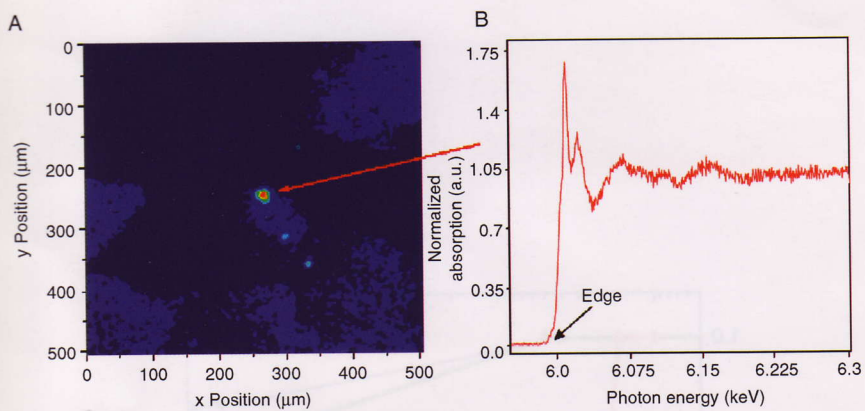 A
0
100
200
300
400
500
y Position (μm)
0
100
200
300
400
500
x Position (μm)
B
1.75
1.4
1.05
0.7
0.35
0.0
Normalized
absorption (a.u.)
Edge
6.0
6.075
6.15
6.225
6.3
Photon energy (keV)